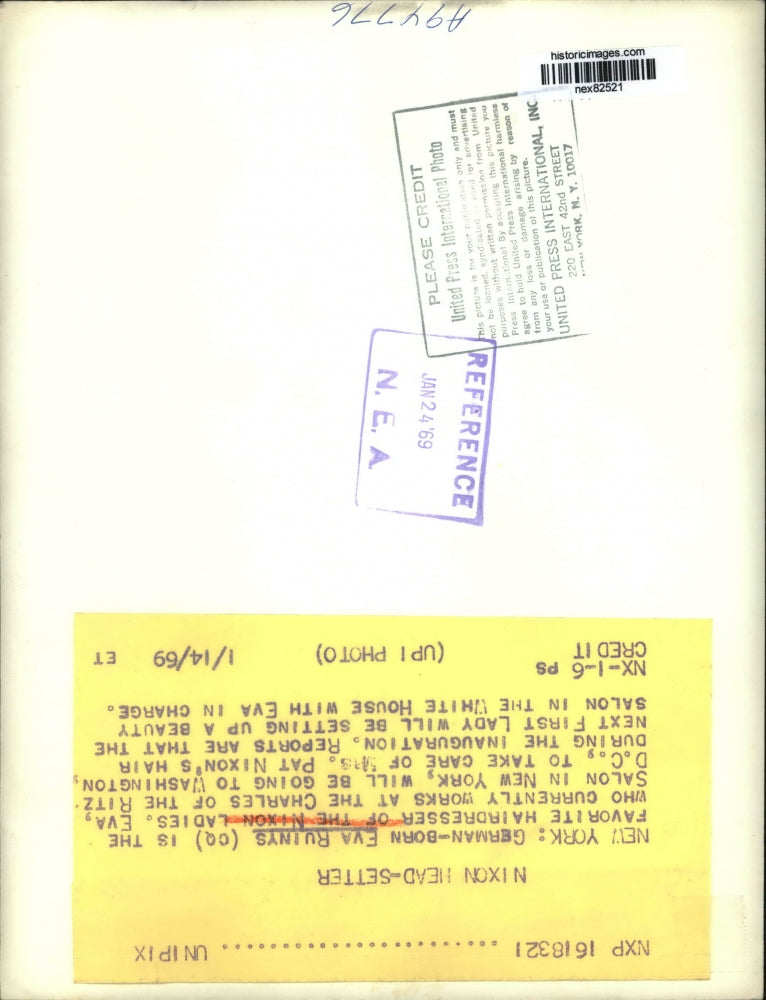 A94776
historicimages.com
nex82521
PLEASE CREDIT
United Press International Photo
This picture is for your publication only and must
not be loaned, syndicated or used for advertising
purposes without written permission from United
Press International By accepting this picture you
agree to hold United Press International harmless
from any loss or damage arising by reason of
your use or publication of this picture.
UNITED PRESS INTERNATIONAL, INC
220 EAST 42nd STREET
NEW YORK, N. Y. 10017
REFERENCE
JAN 24 '69
N. E. A
NXP 1618321 .................... UNIPIX
NIXON HEAD-SETTER
NEW YORK: GERMAN-BORN EVA RUINYS (CQ) IS THE
FAVORITE HAIRDRESSER OF THE NIXON LADIES. EVA,
WHO CURRENTLY WORKS AT THE CHARLES OF THE RITZ
SALON IN NEW YORK, WILL BE GOING TO WASHINGTON,
D.C., TO TAKE CARE OF MRS. PAT NIXON'S HAIR
DURING THE INAUGURATION. REPORTS ARE THAT THE
NEXT FIRST LADY WILL BE SETTING UP A BEAUTY
SALON IN THE WHITE HOUSE WITH EVA IN CHARGE.
NX-1-6 PS
CREDIT (UPI PHOTO) 1/14/69 ET